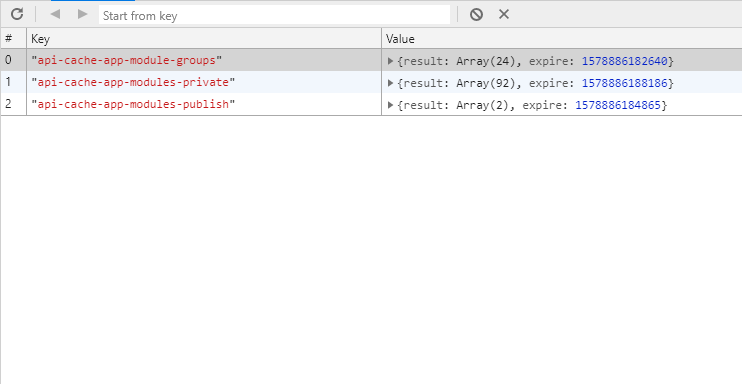 Start from key
# Key Value
0 "api-cache-app-module-groups" ▶{result: Array(24), expire: 1578886182640}
1 "api-cache-app-modules-private" ▶{result: Array(92), expire: 1578886188186}
2 "api-cache-app-modules-publish" ▶{result: Array(2), expire: 1578886184865}